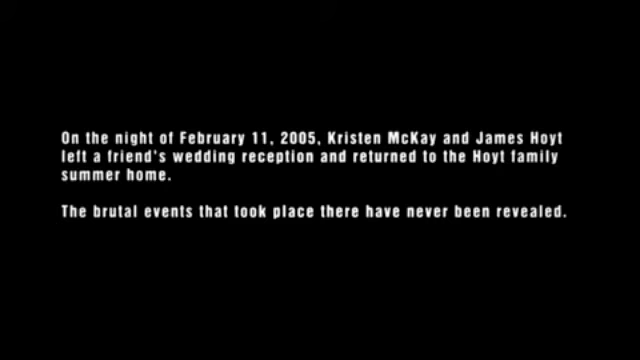 On the night of February 11, 2005, Kristen McKay and James Hoyt
left a friend's wedding reception and returned to the Hoyt family
summer home.
The brutal events that took place there have never been revealed.